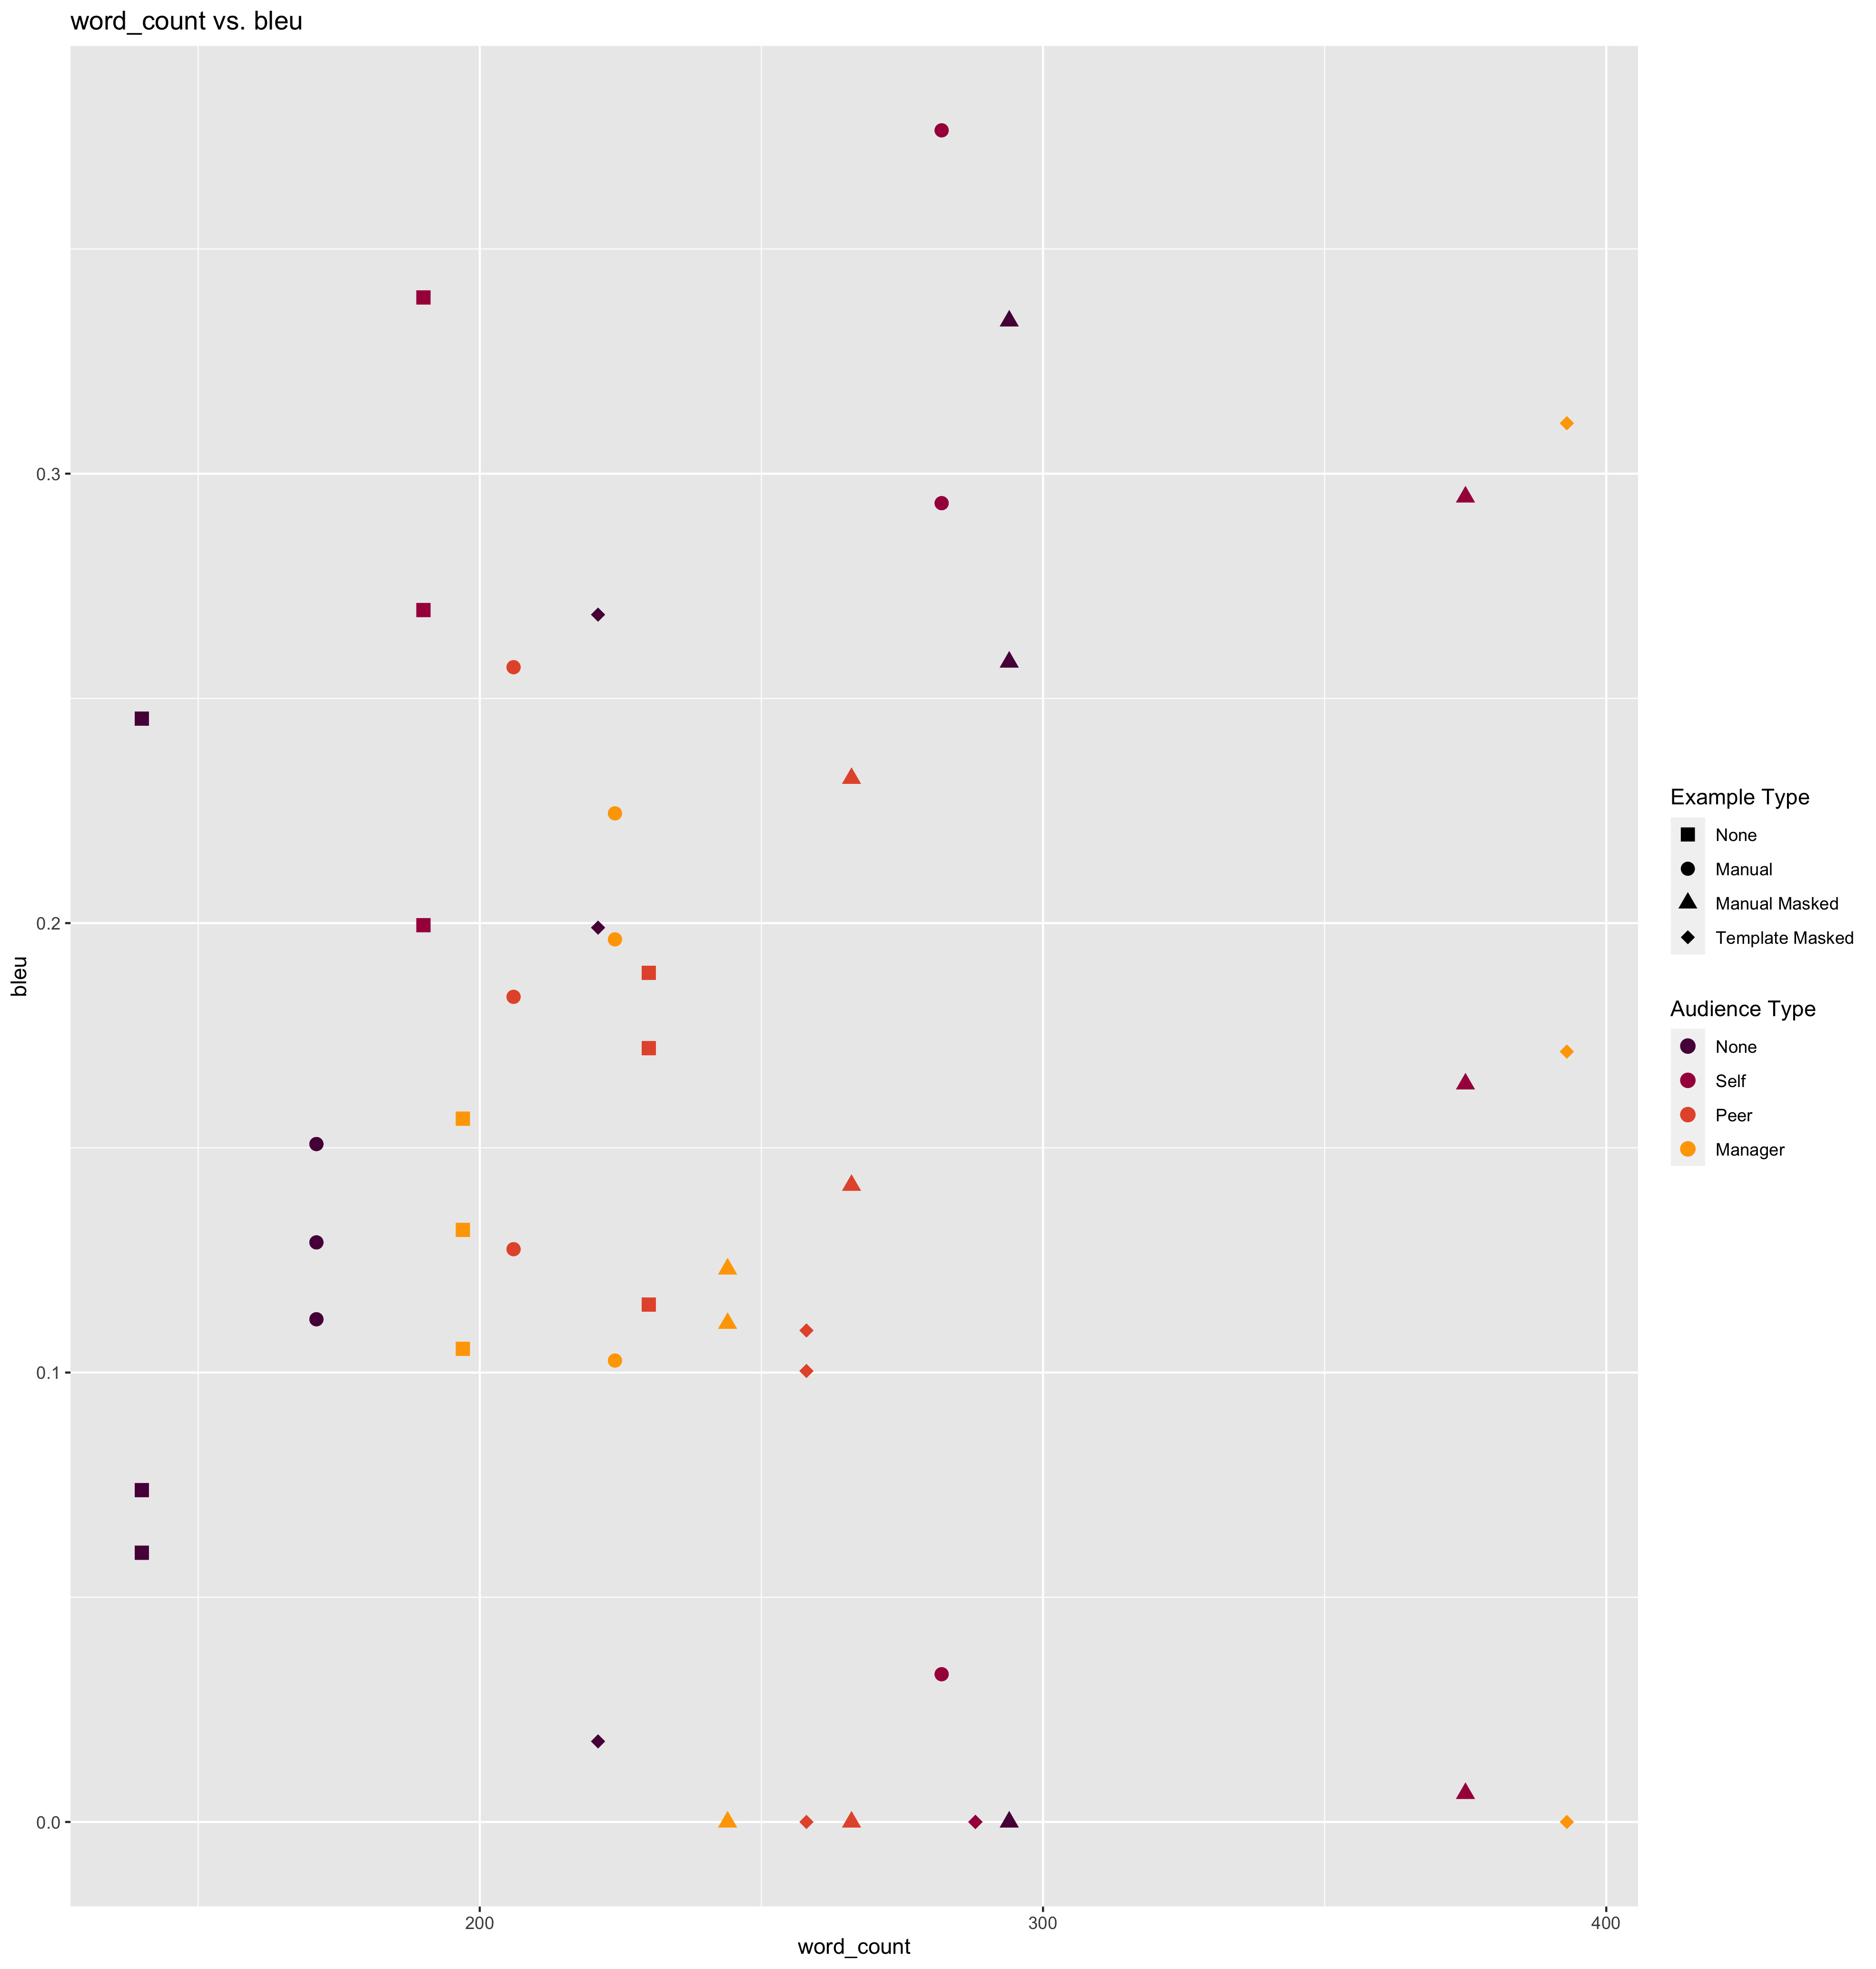 word_count vs. bleu
bleu
0.3
0.2
0.1
0.0
200
300
400
word_count
Example Type
None
Manual
Manual Masked
Template Masked
Audience Type
None
Self
Peer
Manager